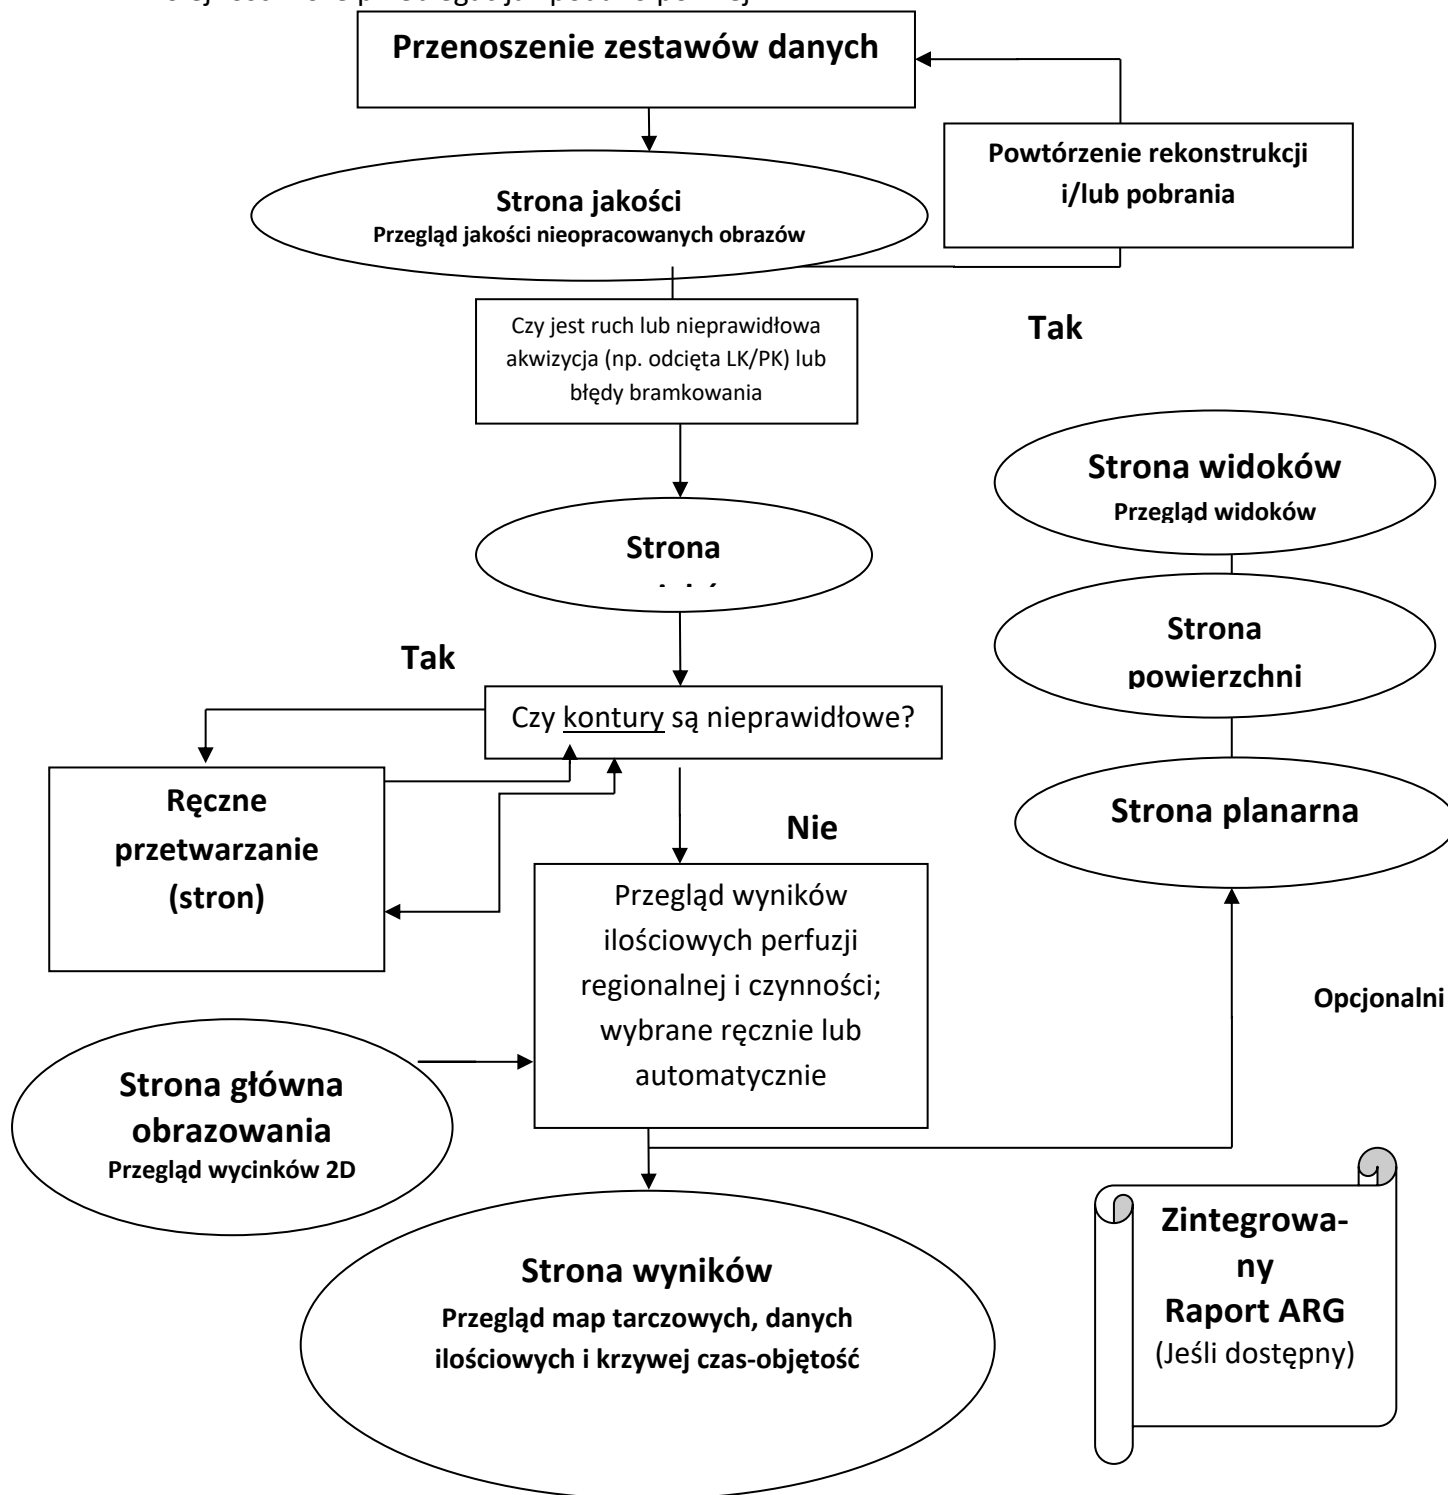 Przenoszenie zestawów danych
Powtórzenie rekonstrukcji
i/lub pobrania
Strona jakości
Przegląd jakości nieopracowanych obrazów
Czy jest ruch lub nieprawidłowa
akwizycja (np. odcięta LK/PK) lub
błędy bramkowania
Tak
Strona widoków
Przegląd widoków
Strona
Strona
powierzchni
Tak
Czy kontury są nieprawidłowe?
Ręczne
przetwarzanie
(stron)
Nie
Strona planarna
Przegląd wyników
ilościowych perfuzji
regionalnej i czynności;
wybrane ręcznie lub
automatycznie
Opcjonalni
Strona główna
obrazowania
Przegląd wycinków 2D
Strona wyników
Przegląd map tarczowych, danych
ilościowych i krzywej czas-objętość
Zintegrowa-
ny
Raport ARG
(Jeśli dostępny)